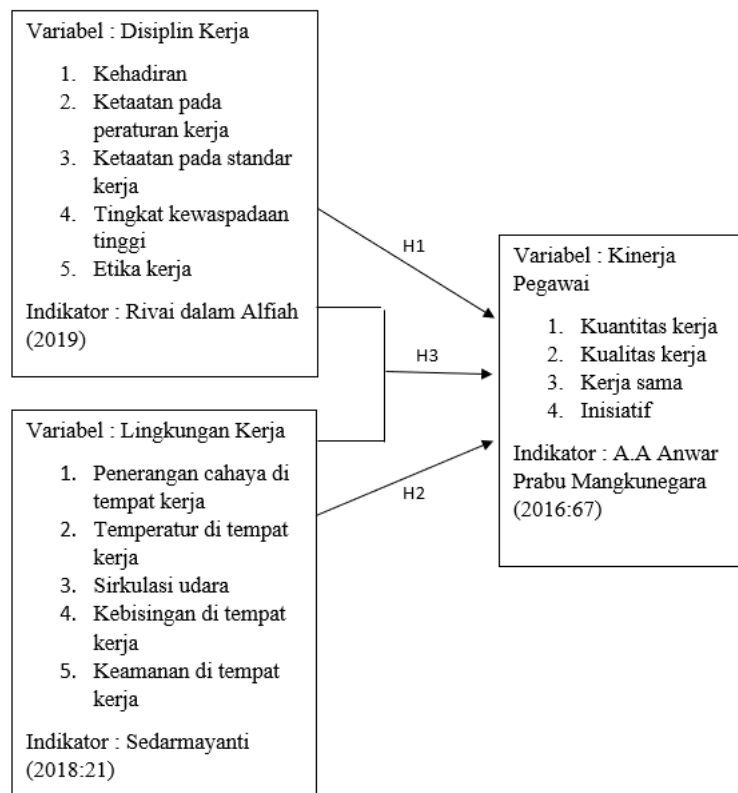 Variabel : Disiplin Kerja
1. Kehadiran
2. Ketaatan pada
peraturan kerja
3. Ketaatan pada standar
kerja
4. Tingkat kewaspadaan
tinggi
5. Etika kerja
Indikator : Rivai dalam Alfiah
(2019)
H1
H3
H2
Variabel : Lingkungan Kerja
1. Penerangan cahaya di
tempat kerja
2. Temperatur di tempat
kerja
3. Sirkulasi udara
4. Kebisingan di tempat
kerja
5. Keamanan di tempat
kerja
Indikator : Sedarmayanti
(2018:21)
Variabel : Kinerja
Pegawai
1. Kuantitas kerja
2. Kualitas kerja
3. Kerja sama
4. Inisiatif
Indikator : A.A Anwar
Prabu Mangkunegara
(2016:67)